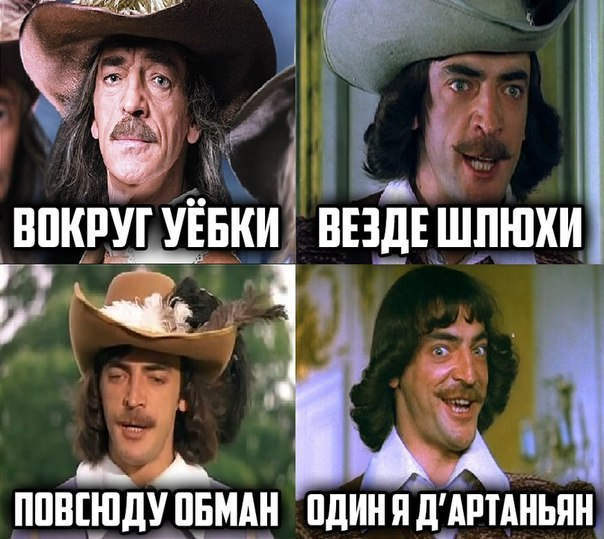 ВОКРУГ УЁБКИ
ВЕЗДЕ ШЛЮХИ
ПОВСЮДУ ОБМАН
ОДИН Я Д'АРТАНЬЯН